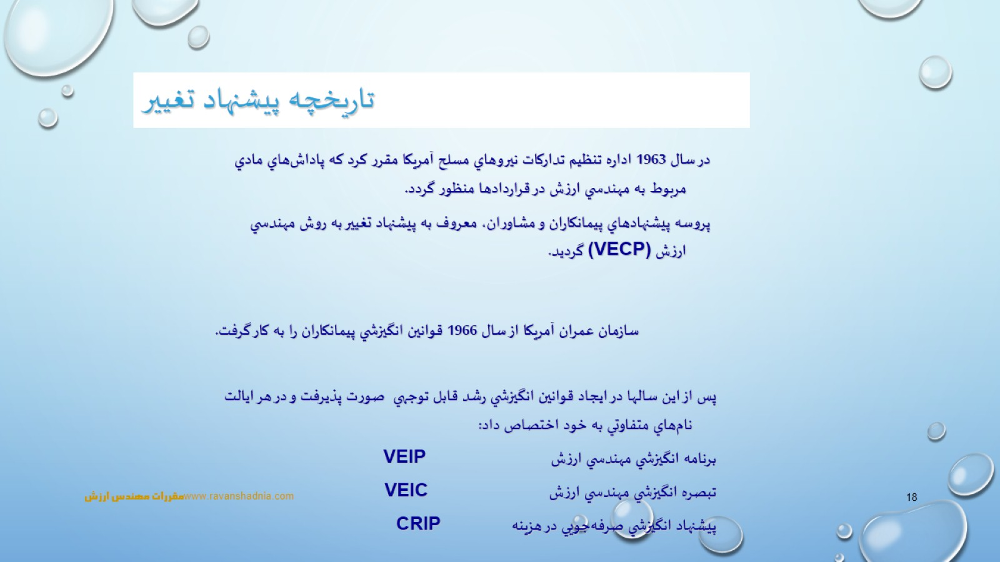 تاريخچه پيشنهاد تغيير
در سال 1963 اداره تنظيم تداركات نيروهاي مسلح آمريكا مقرر كرد كه پاداش‌هاي مادي
مربوط به مهندسي ارزش در قراردادها منظور گردد.
پروسه پيشنهادهاي پيمانكاران و مشاوران، معروف به پيشنهاد تغيير به روش مهندسي
ارزش (VECP) گرديد.
سازمان عمران آمريكا از سال 1966 قوانين انگيزشي پيمانكاران را به كار گرفت.
پس از اين سالها در ايجاد قوانين انگيزشي رشد قابل توجهي صورت پذيرفت و در هر ايالت
نام‌هاي متفاوتي به خود اختصاص داد:
برنامه انگيزشي مهندسي ارزش VEIP
تبصره انگيزشي مهندسي ارزش VEIC
پيشنهاد انگيزشي صرفه‌جويي در هزينه CRIP
مقررات مهندس ارزش www.ravanshadnia.com
18